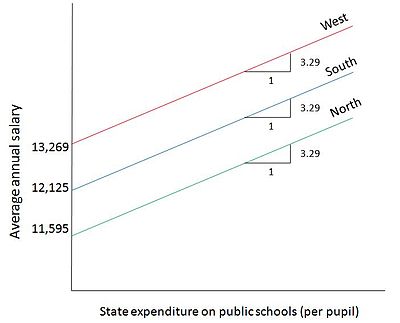 West
3.29
1
South
3.29
1
North
3.29
1
13,269
12,125
11,595
Average annual salary
State expenditure on public schools (per pupil)